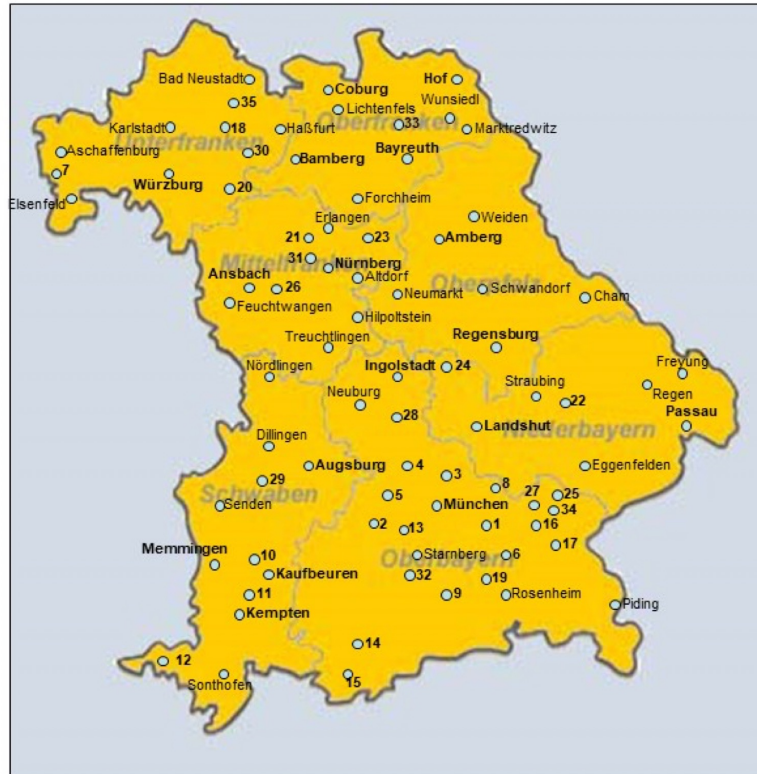 Bad Neustadt
Coburg
Hof
35
Lichtenfels
Wunsiedl
Karlstadt
18
Haßfurt
Oberfranken
33
Marktredwitz
Unterfranken
Aschaffenburg
30
Bamberg
Bayreuth
7
Würzburg
20
Elsenfeld
Forchheim
Weiden
Erlangen
21
23
Amberg
31
Mittelfranken
Nürnberg
Altdorf
Oberpfalz
Ansbach
26
Neumarkt
Schwandorf
Cham
Feuchtwangen
Hilpoltstein
Treuchtlingen
Regensburg
Nördlingen
Ingolstadt
24
Freyung
Straubing
Regen
Neuburg
22
28
Landshut
Passau
Niederbayern
Dillingen
Augsburg
4
3
Eggenfelden
29
Schwaben
8
5
27
25
Senden
München
34
2
13
1
16
17
Memmingen
10
Starnberg
6
Oberbayern
Kaufbeuren
32
19
11
9
Rosenheim
Piding
Kempten
14
12
Sonthofen
15